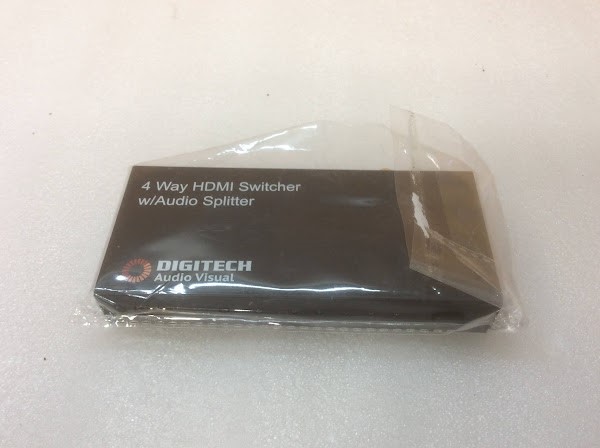 4 Way HDMI Switcher
w/Audio Splitter
DIGITECH
Audio Visual